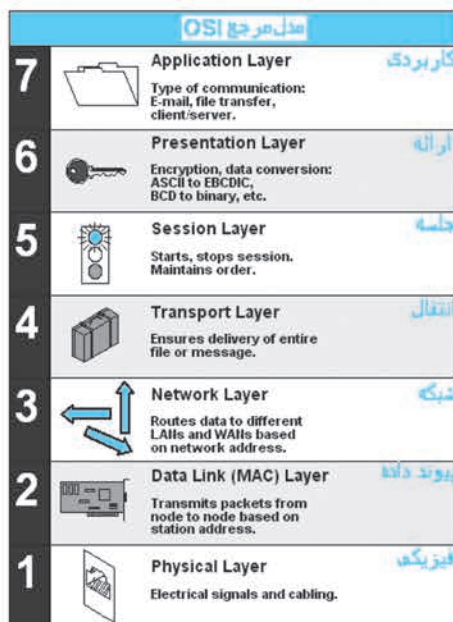 مدل مرجع OSI
7
Application Layer
کاربردی
Type of communication:
E-mail, file transfer,
client/server.
6
Presentation Layer
ارائه
Encryption, data conversion:
ASCII to EBCDIC,
BCD to binary, etc.
5
Session Layer
جلسه
Starts, stops session.
Maintains order.
4
Transport Layer
انتقال
Ensures delivery of entire
file or message.
3
Network Layer
شبکه
Routes data to different
LANs and WANs based
on network address.
2
Data Link (MAC) Layer
پیوند داده
Transmits packets from
node to node based on
station address.
1
Physical Layer
فیزیکی
Electrical signals and cabling.